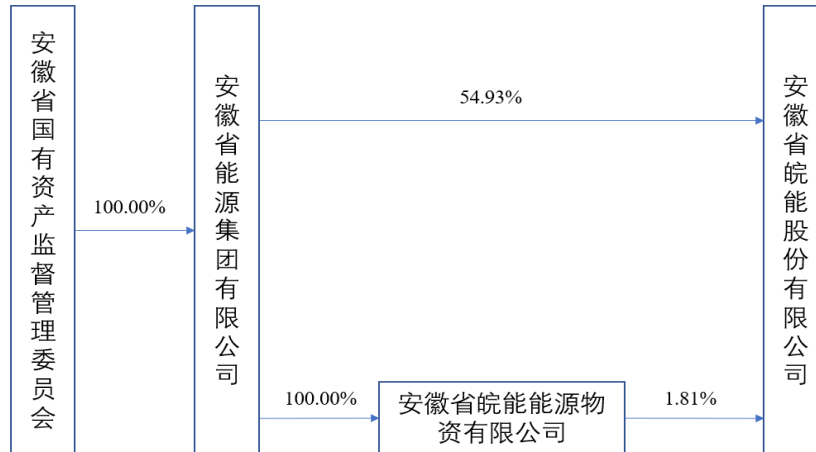 安徽省国有资产监督管理委员会
100.00%
安徽省能源集团有限公司
54.93%
100.00%
安徽省皖能能源物
资有限公司
1.81%
安徽省皖能股份有限公司